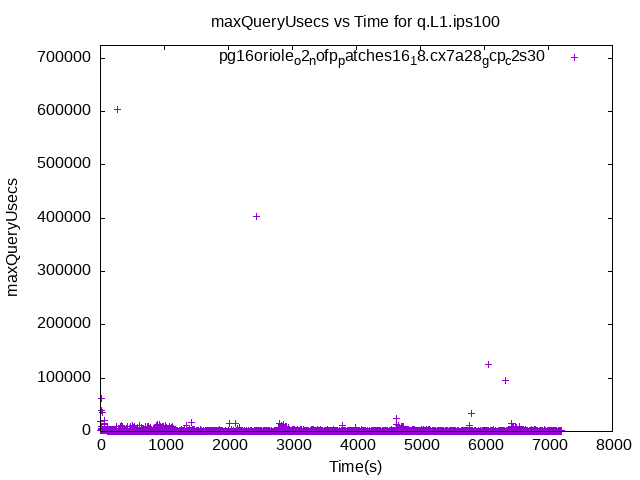 maxQueryUsecs vs Time for q.L1.ips100
pg16oriole_o2_nofp_patches16_18.cx7a28_gcp_c2s30
700000
600000
500000
400000
300000
200000
100000
0
maxQueryUsecs
0 1000 2000 3000 4000 5000 6000 7000 8000
Time(s)